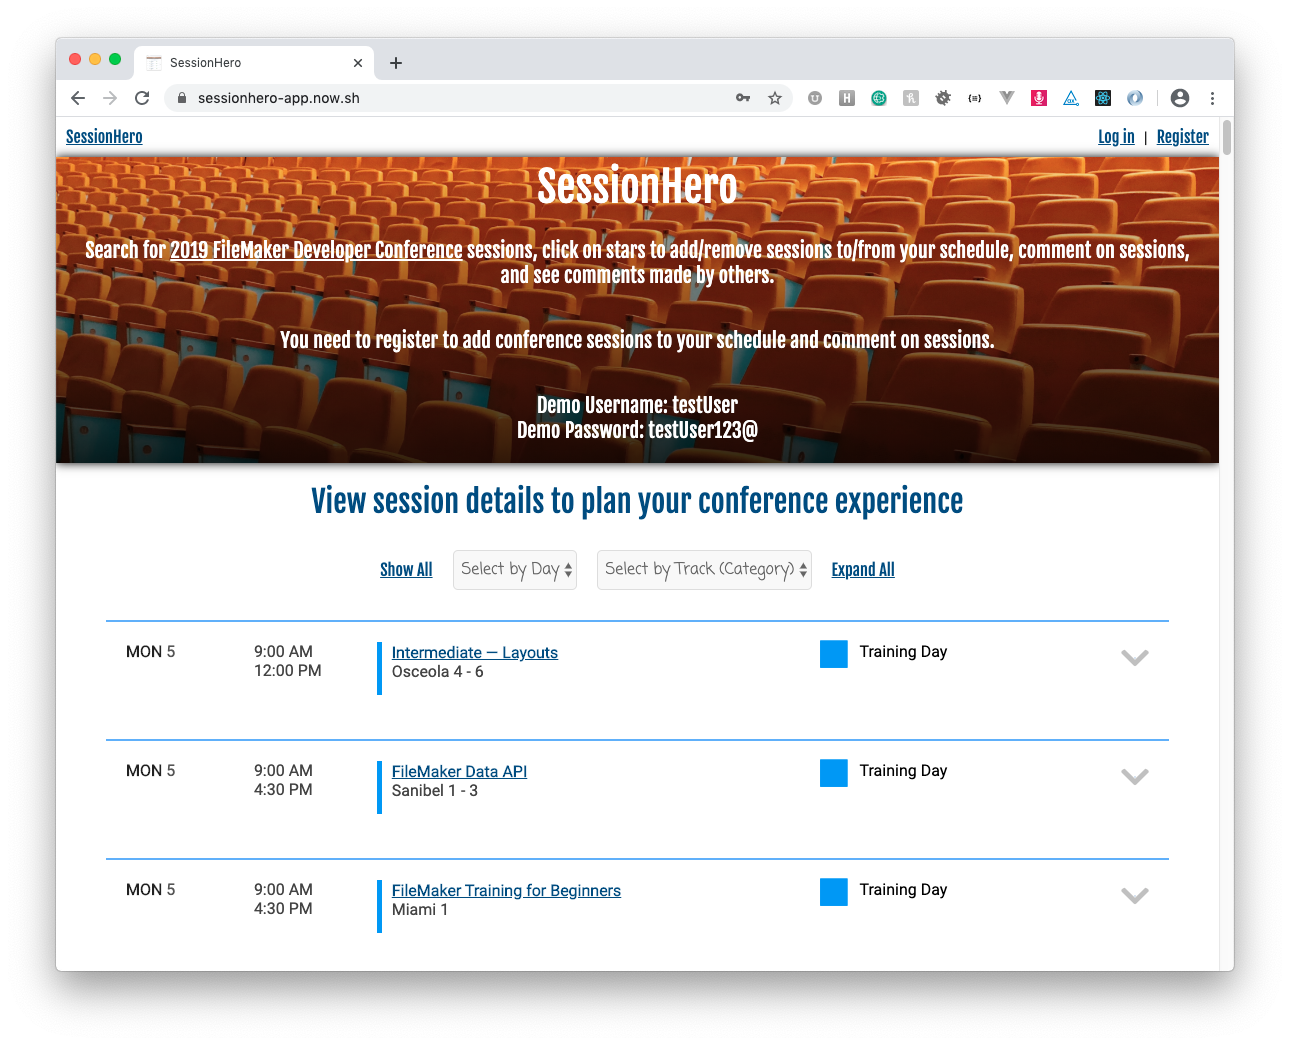 SessionHero
sessionhero-app.now.sh
SessionHero
Log in | Register
SessionHero
Search for 2019 FileMaker Developer Conference sessions, click on stars to add/remove sessions to/from your schedule, comment on sessions,
and see comments made by others.
You need to register to add conference sessions to your schedule and comment on sessions.
Demo Username: testUser
Demo Password: testUser123@
View session details to plan your conference experience
Show All
Select by Day
Select by Track (Category)
Expand All
MON 5
9:00 AM
12:00 PM
Intermediate — Layouts
Osceola 4 - 6
Training Day
MON 5
9:00 AM
4:30 PM
FileMaker Data API
Sanibel 1 - 3
Training Day
MON 5
9:00 AM
4:30 PM
FileMaker Training for Beginners
Miami 1
Training Day